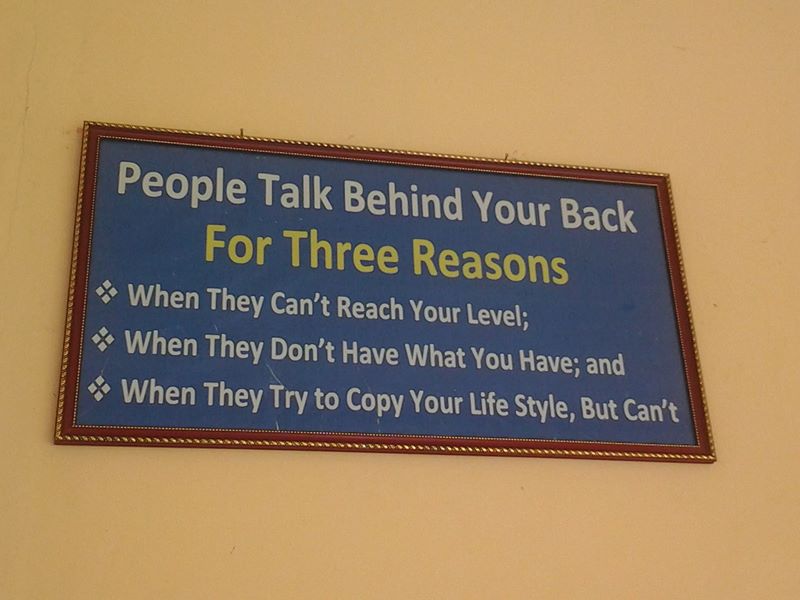 People Talk Behind Your Back
For Three Reasons
❖ When They Can't Reach Your Level;
❖ When They Don't Have What You Have; and
❖ When They Try to Copy Your Life Style, But Can't